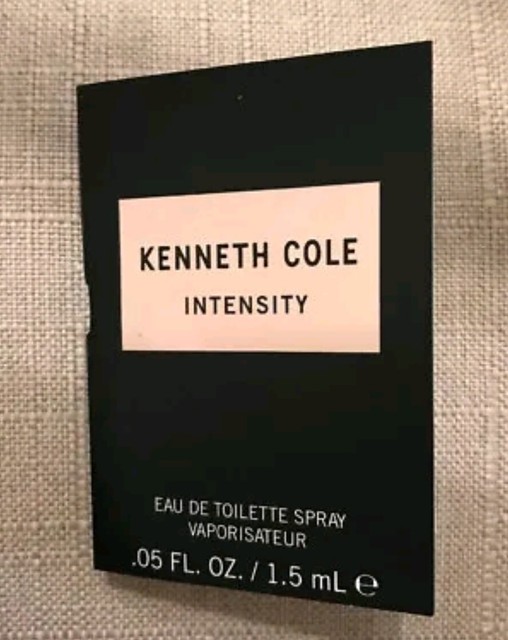 KENNETH COLE
INTENSITY
EAU DE TOILETTE SPRAY
VAPORISATEUR
.05 FL. OZ. / 1.5 mL ℮